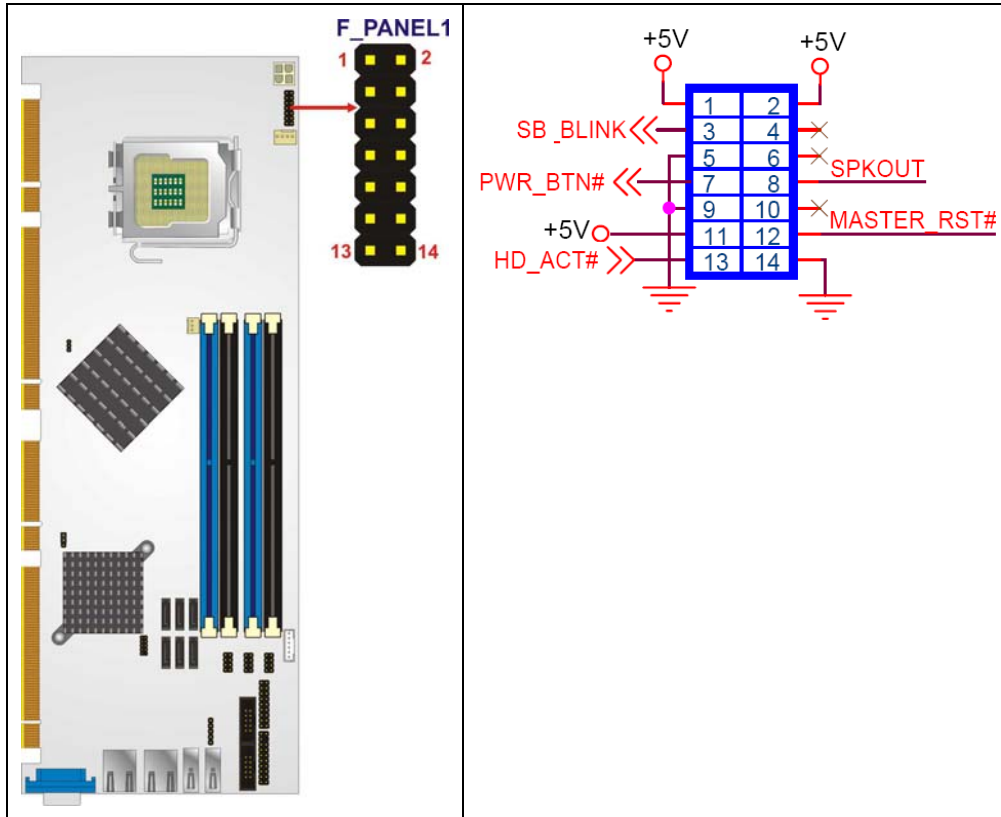 F_PANEL1
1 2
13 14
+5V +5V
1 2
SB_BLINK 3 4
5 6
PWR_BTN# 7 8 SPKOUT
9 10
+5V 11 12 MASTER_RST#
HD_ACT# 13 14